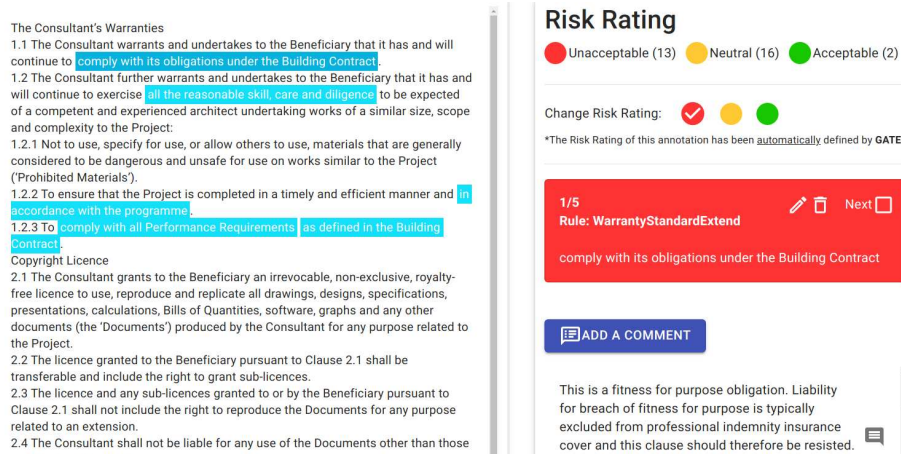 The Consultant's Warranties
1.1 The Consultant warrants and undertakes to the Beneficiary that it has and will
continue to comply with its obligations under the Building Contract.
1.2 The Consultant further warrants and undertakes to the Beneficiary that it has and
will continue to exercise all the reasonable skill, care and diligence to be expected
of a competent and experienced architect undertaking works of a similar size, scope
and complexity to the Project:
1.2.1 Not to use, specify for use, or allow others to use, materials that are generally
considered to be dangerous and unsafe for use on works similar to the Project
('Prohibited Materials').
1.2.2 To ensure that the Project is completed in a timely and efficient manner and in
accordance with the programme.
1.2.3 To comply with all Performance Requirements as defined in the Building
Contract.
Copyright Licence
2.1 The Consultant grants to the Beneficiary an irrevocable, non-exclusive, royalty-
free licence to use, reproduce and replicate all drawings, designs, specifications,
presentations, calculations, Bills of Quantities, software, graphs and any other
documents (the 'Documents') produced by the Consultant for any purpose related to
the Project.
2.2 The licence granted to the Beneficiary pursuant to Clause 2.1 shall be
transferable and include the right to grant sub-licences.
2.3 The licence and any sub-licences granted to or by the Beneficiary pursuant to
Clause 2.1 shall not include the right to reproduce the Documents for any purpose
related to an extension.
2.4 The Consultant shall not be liable for any use of the Documents other than those
Risk Rating
Unacceptable (13) Neutral (16) Acceptable (2)
Change Risk Rating:
*The Risk Rating of this annotation has been automatically defined by GATE
1/5 Next
Rule: WarrantyStandardExtend
comply with its obligations under the Building Contract
ADD A COMMENT
This is a fitness for purpose obligation. Liability
for breach of fitness for purpose is typically
excluded from professional indemnity insurance
cover and this clause should therefore be resisted.